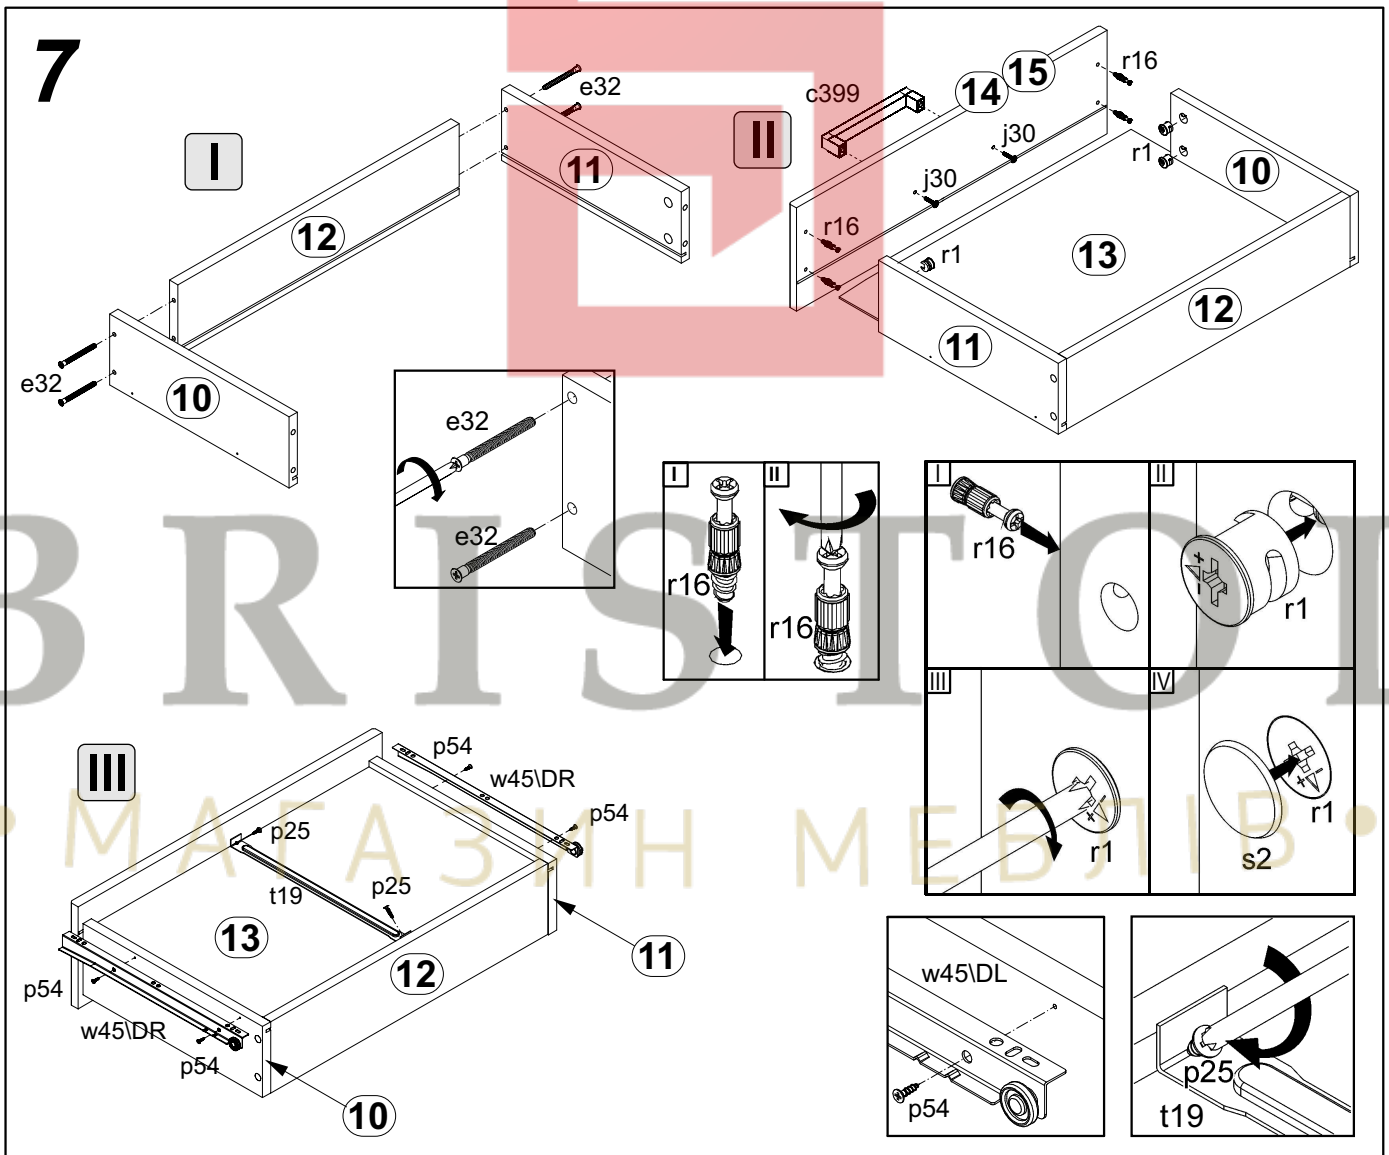 7
I
e32
11
12
e32
10
II
c399
14
15
r16
j30
r1
10
j30
r16
r1
13
12
11
e32
e32
I
II
r16
r16
I
II
r16
r1
III
IV
r1
r1
s2
BRISTOL
• МАГАЗИН МЕБЛІВ •
III
p54
w45\DR
p54
p25
t19
p25
13
12
11
p54
w45\DR
p54
10
w45\DL
p54
p25
t19